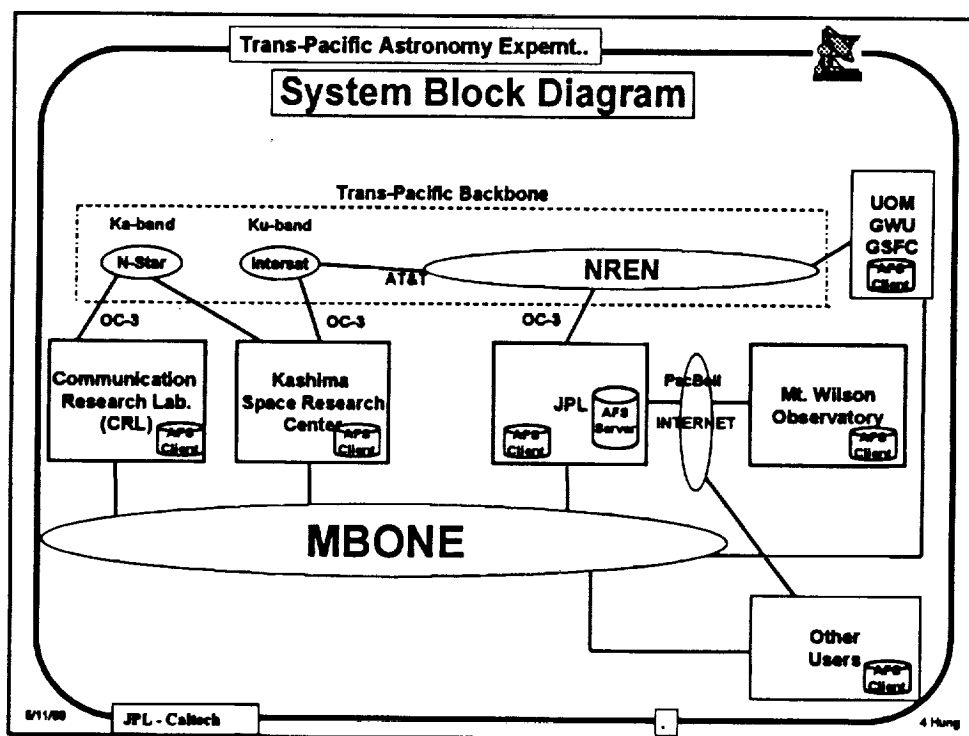 Trans-Pacific Astronomy Expernt..
System Block Diagram
Trans-Pacific Backbone
Ka-band
Ku-band
N-Star
Intersat
AT&T
NREN
UOM
GWU
GSFC
AFS
Client
OC-3
OC-3
OC-3
Communication
Research Lab.
(CRL)
AFS
Client
Kashima
Space Research
Center
AFS
Client
JPL
AFS
Server
AFS
Client
PacBell
INTERNET
Mt. Wilson
Observatory
AFS
Client
MBONE
Other
Users
AFS
Client
JPL - Caltech
.
4 Hung